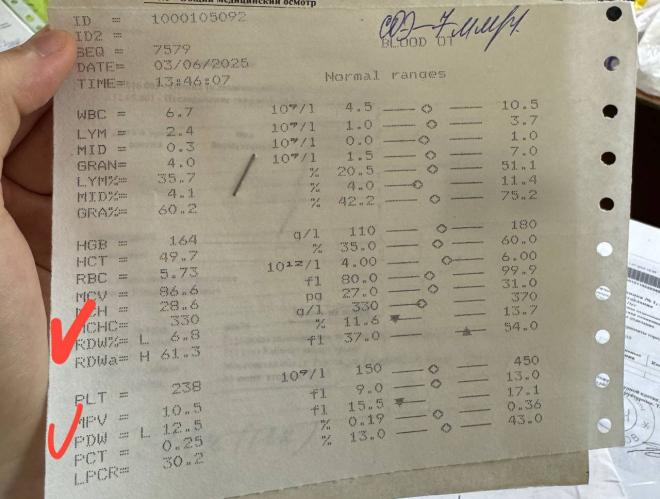 Общий медицинский осмотр
ID = 1000105092
ID2 =
SEQ = 7579
DATE= 03/06/2025
TIME= 13:46:07
СОЭ-7мм/ч
BLOOD 01
Normal ranges
WBC = 6.7 10⁹/l 4.5 10.5
LYM = 2.4 10⁹/l 1.0 3.7
MID = 0.3 10⁹/l 0.0 1.0
GRAN= 4.0 10⁹/l 1.5 7.0
LYM%= 35.7 % 20.5 51.1
MID%= 4.1 % 4.0 11.4
GRA%= 60.2 % 42.2 75.2
HGB = 164 g/l 110 180
HCT = 49.7 % 35.0 60.0
RBC = 5.73 10¹²/l 4.00 6.00
MCV = 86.6 fl 80.0 99.9
MCH = 28.6 pg 27.0 31.0
MCHC= 330 g/l 330 370
RDW%= L 6.8 % 11.6 13.7
RDWa= H 61.3 fl 37.0 54.0
PLT = 238 10⁹/l 150 450
MPV = 10.5 fl 9.0 13.0
PDW = L 12.5 fl 15.5 17.1
PCT = 0.25 % 0.19 0.36
LPCR= 30.2 % 13.0 43.0